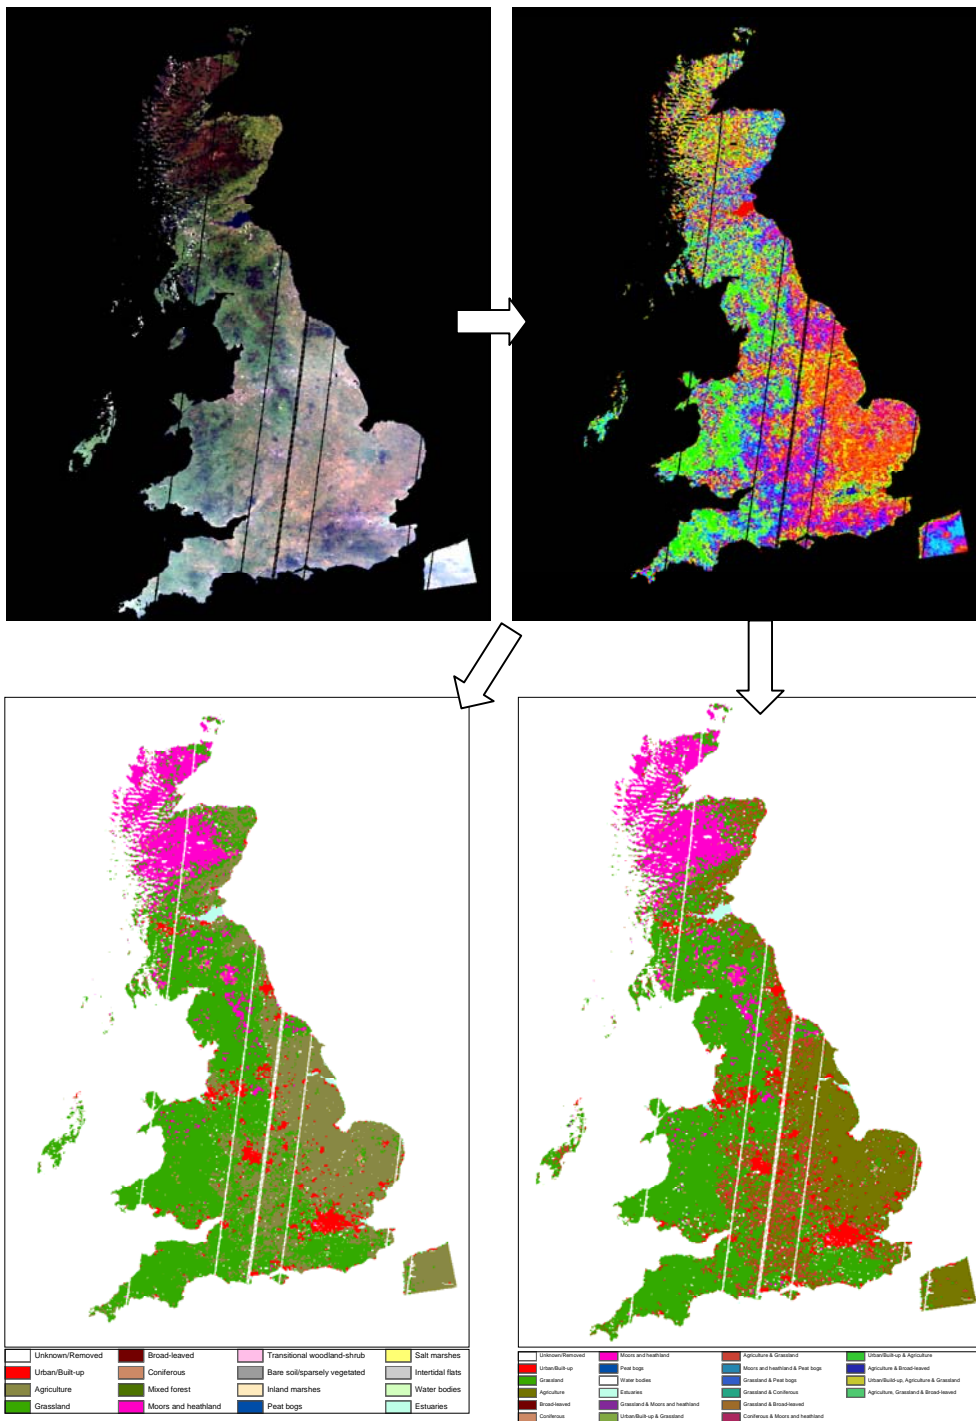 Unknown/Removed Broad-leaved Transitional woodland-shrub Salt marshes
Urban/Built-up Coniferous Bare soil/sparsely vegetated Intertidal flats
Agriculture Mixed forest Inland marshes Water bodies
Grassland Moors and heathland Peat bogs Estuaries
Unknown/Removed Moors and heathland Agriculture & Grassland Urban/Built-up & Agriculture
Urban/Built-up Peat bogs Moors and heathland & Peat bogs Agriculture & Broad-leaved
Grassland Water bodies Grassland & Peat bogs Urban/Build-up, Agriculture & Grassland
Agriculture Estuaries Grassland & Coniferous Agriculture, Grassland & Broad-leaved
Broad-leaved Grassland & Moors and heathland Grassland & Broad-leaved
Coniferous Urban/Built-up & Grassland Coniferous & Moors and heathland